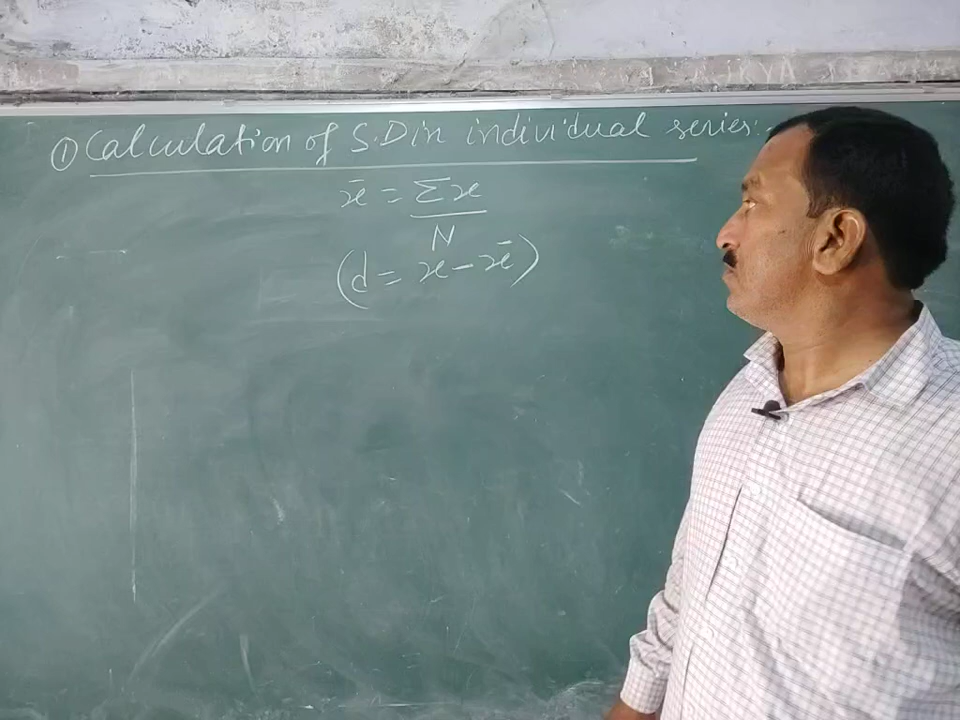 ① Calculation of S.D in individual series:-
x̄ = Σx
N
(d = x - x̄)